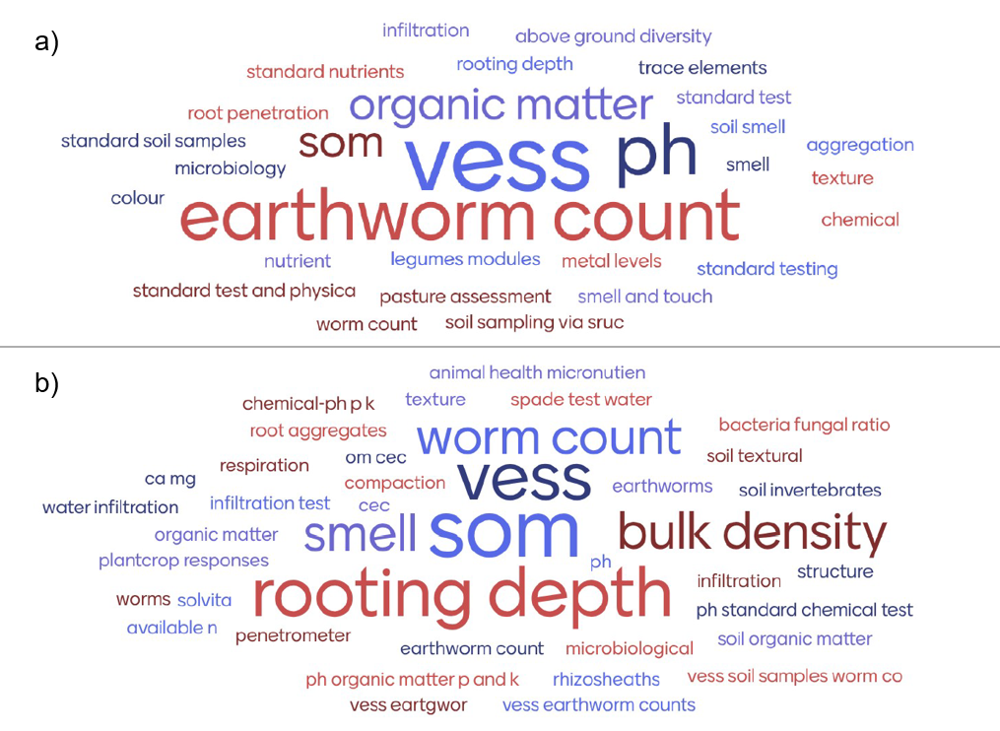 a)
infiltration
above ground diversity
standard nutrients
rooting depth
trace elements
root penetration
organic matter
standard test
standard soil samples
som
vess
ph
soil smell
aggregation
microbiology
smell
texture
colour
earthworm count
chemical
nutrient
legumes modules
metal levels
standard testing
standard test and physica
pasture assessment
smell and touch
worm count
soil sampling via sruc
b)
animal health micronutien
chemical-ph p k
texture
spade test water
root aggregates
worm count
bacteria fungal ratio
respiration
om cec
vess
soil textural
ca mg
compaction
earthworms
soil invertebrates
water infiltration
infiltration test
cec
organic matter
smell
som
bulk density
plantcrop responses
ph
infiltration
structure
worms
solvita
rooting depth
ph standard chemical test
available n
penetrometer
soil organic matter
earthworm count
microbiological
ph organic matter p and k
rhizosheaths
vess soil samples worm co
vess eartgwor
vess earthworm counts